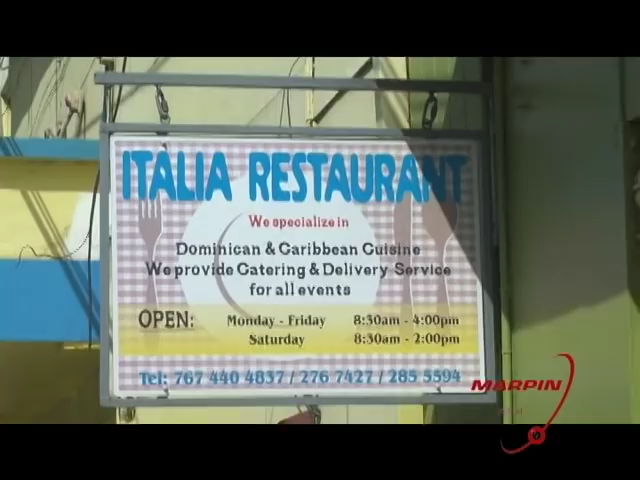 ITALIA RESTAURANT
We specialize in
Dominican & Caribbean Cuisine
We provide Catering & Delivery Service
for all events
OPEN: Monday - Friday 8:30am - 4:00pm
Saturday 8:30am - 2:00pm
Tel: 767 440 4837 / 276 7427 / 285 5594
MARPIN